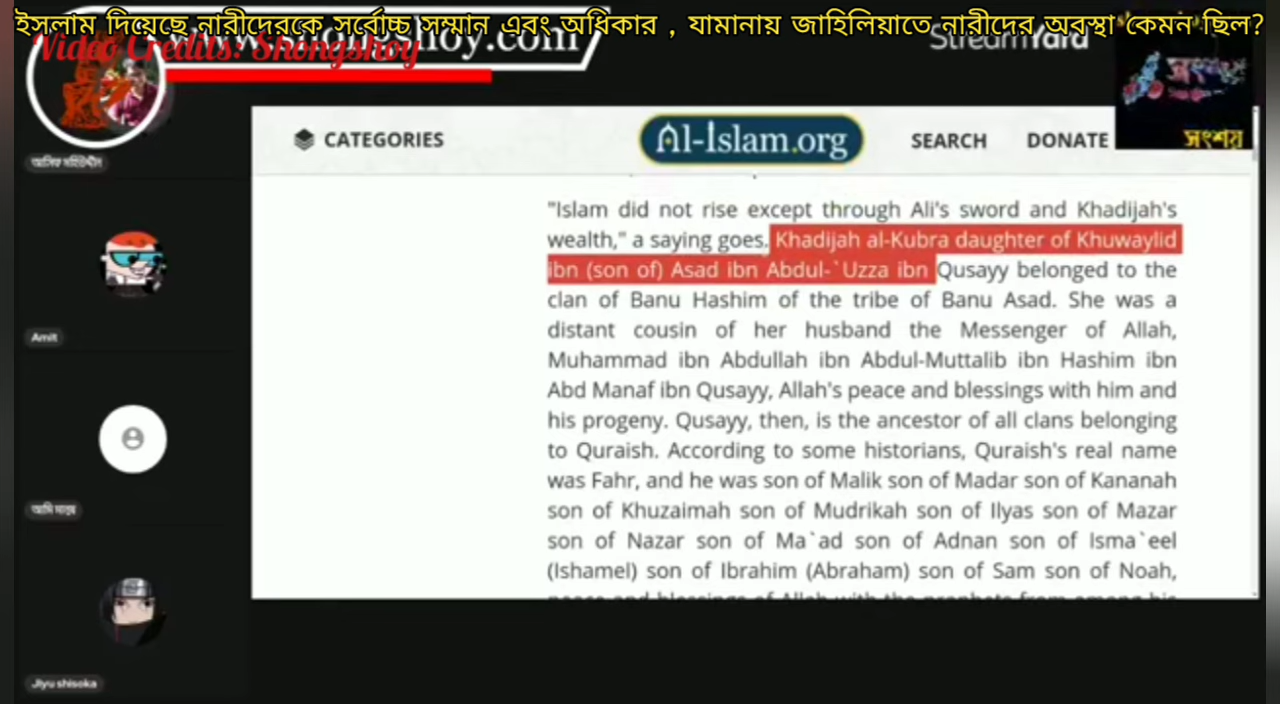 ইসলাম দিয়েছে নারীদেরকে সর্বোচ্চ সম্মান এবং অধিকার , যামানায় জাহিলিয়াতে নারীদের অবস্থা কেমন ছিল?
Video Credits: Shongshoy
.com
StreamYard
সংশয়
CATEGORIES
Al-Islam.org
SEARCH
DONATE
"Islam did not rise except through Ali's sword and Khadijah's
wealth," a saying goes. Khadijah al-Kubra daughter of Khuwaylid
ibn (son of) Asad ibn Abdul-`Uzza ibn Qusayy belonged to the
clan of Banu Hashim of the tribe of Banu Asad. She was a
distant cousin of her husband the Messenger of Allah,
Muhammad ibn Abdullah ibn Abdul-Muttalib ibn Hashim ibn
Abd Manaf ibn Qusayy, Allah's peace and blessings with him and
his progeny. Qusayy, then, is the ancestor of all clans belonging
to Quraish. According to some historians, Quraish's real name
was Fahr, and he was son of Malik son of Madar son of Kananah
son of Khuzaimah son of Mudrikah son of Ilyas son of Mazar
son of Nazar son of Ma`ad son of Adnan son of Isma`eel
(Ishamel) son of Ibrahim (Abraham) son of Sam son of Noah,
Amit
আমি মানুষ
Jiyu shisoka